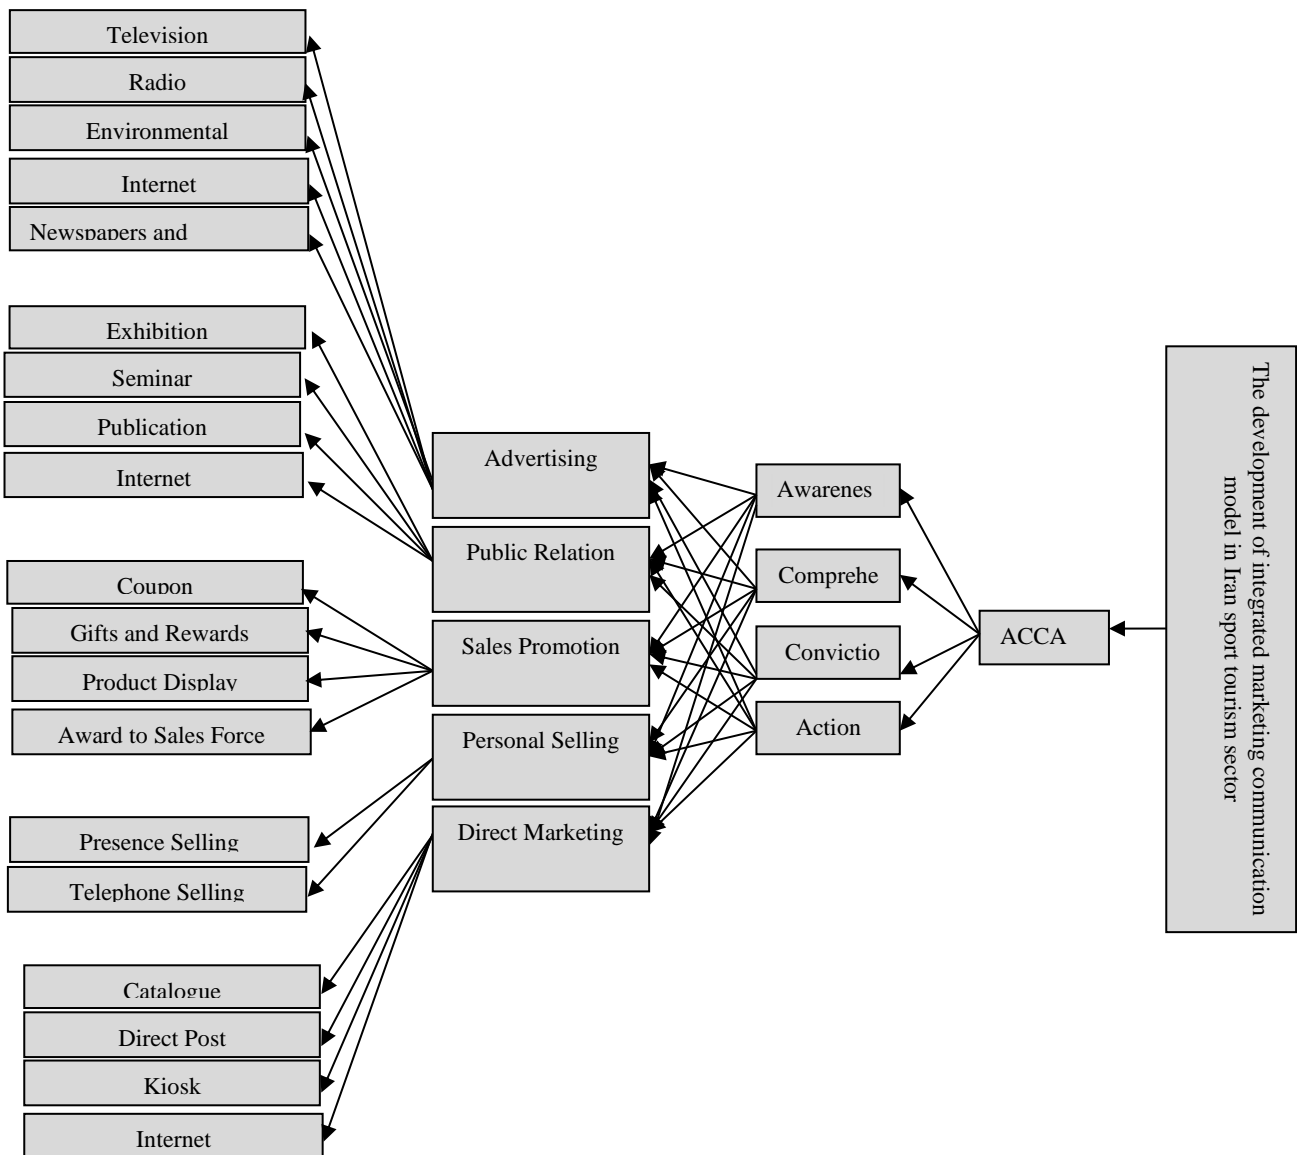 Television
Radio
Environmental
Internet
Newspapers and
Exhibition
Seminar
Publication
Internet
Coupon
Gifts and Rewards
Product Display
Award to Sales Force
Presence Selling
Telephone Selling
Catalogue
Direct Post
Kiosk
Internet
Advertising
Public Relation
Sales Promotion
Personal Selling
Direct Marketing
Awarenes
Comprehe
Convictio
Action
ACCA
The development of integrated marketing communication
model in Iran sport tourism sector